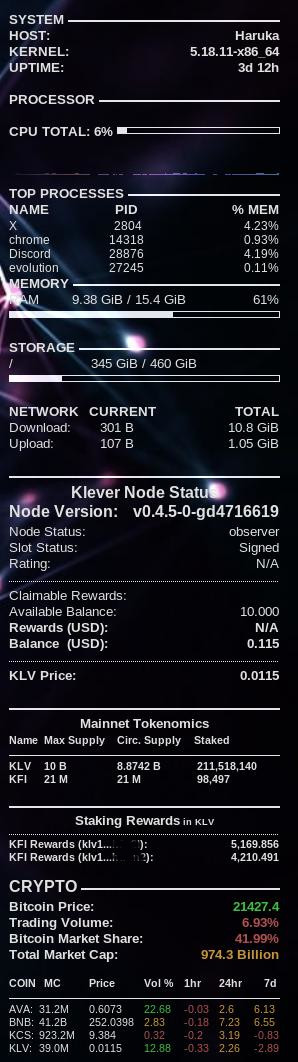 SYSTEM
HOST: Haruka
KERNEL: 5.18.11-x86_64
UPTIME: 3d 12h
PROCESSOR
CPU TOTAL: 6%
TOP PROCESSES
NAME PID % MEM
X 2804 4.23%
chrome 14318 0.93%
Discord 28876 4.19%
evolution 27245 0.11%
MEMORY
RAM 9.38 GiB / 15.4 GiB 61%
STORAGE
/ 345 GiB / 460 GiB
NETWORK CURRENT TOTAL
Download: 301 B 10.8 GiB
Upload: 107 B 1.05 GiB
Klever Node Status
Node Version: v0.4.5-0-gd4716619
Node Status: observer
Slot Status: Signed
Rating: N/A
Claimable Rewards:
Available Balance: 10.000
Rewards (USD): N/A
Balance (USD): 0.115
KLV Price: 0.0115
Mainnet Tokenomics
Name Max Supply Circ. Supply Staked
KLV 10 B 8.8742 B 211,518,140
KFI 21 M 21 M 98,497
Staking Rewards in KLV
KFI Rewards (klv1... ): 5,169.856
KFI Rewards (klv1... ): 4,210.491
CRYPTO
Bitcoin Price: 21427.4
Trading Volume: 6.93%
Bitcoin Market Share: 41.99%
Total Market Cap: 974.3 Billion
COIN MC Price Vol % 1hr 24hr 7d
AVA: 31.2M 0.6073 22.68 -0.03 2.6 6.13
BNB: 41.2B 252.0398 2.83 -0.18 7.23 6.55
KCS: 923.2M 9.384 0.32 -0.2 3.19 -0.83
KLV: 39.0M 0.0115 12.88 -0.33 2.26 -2.89